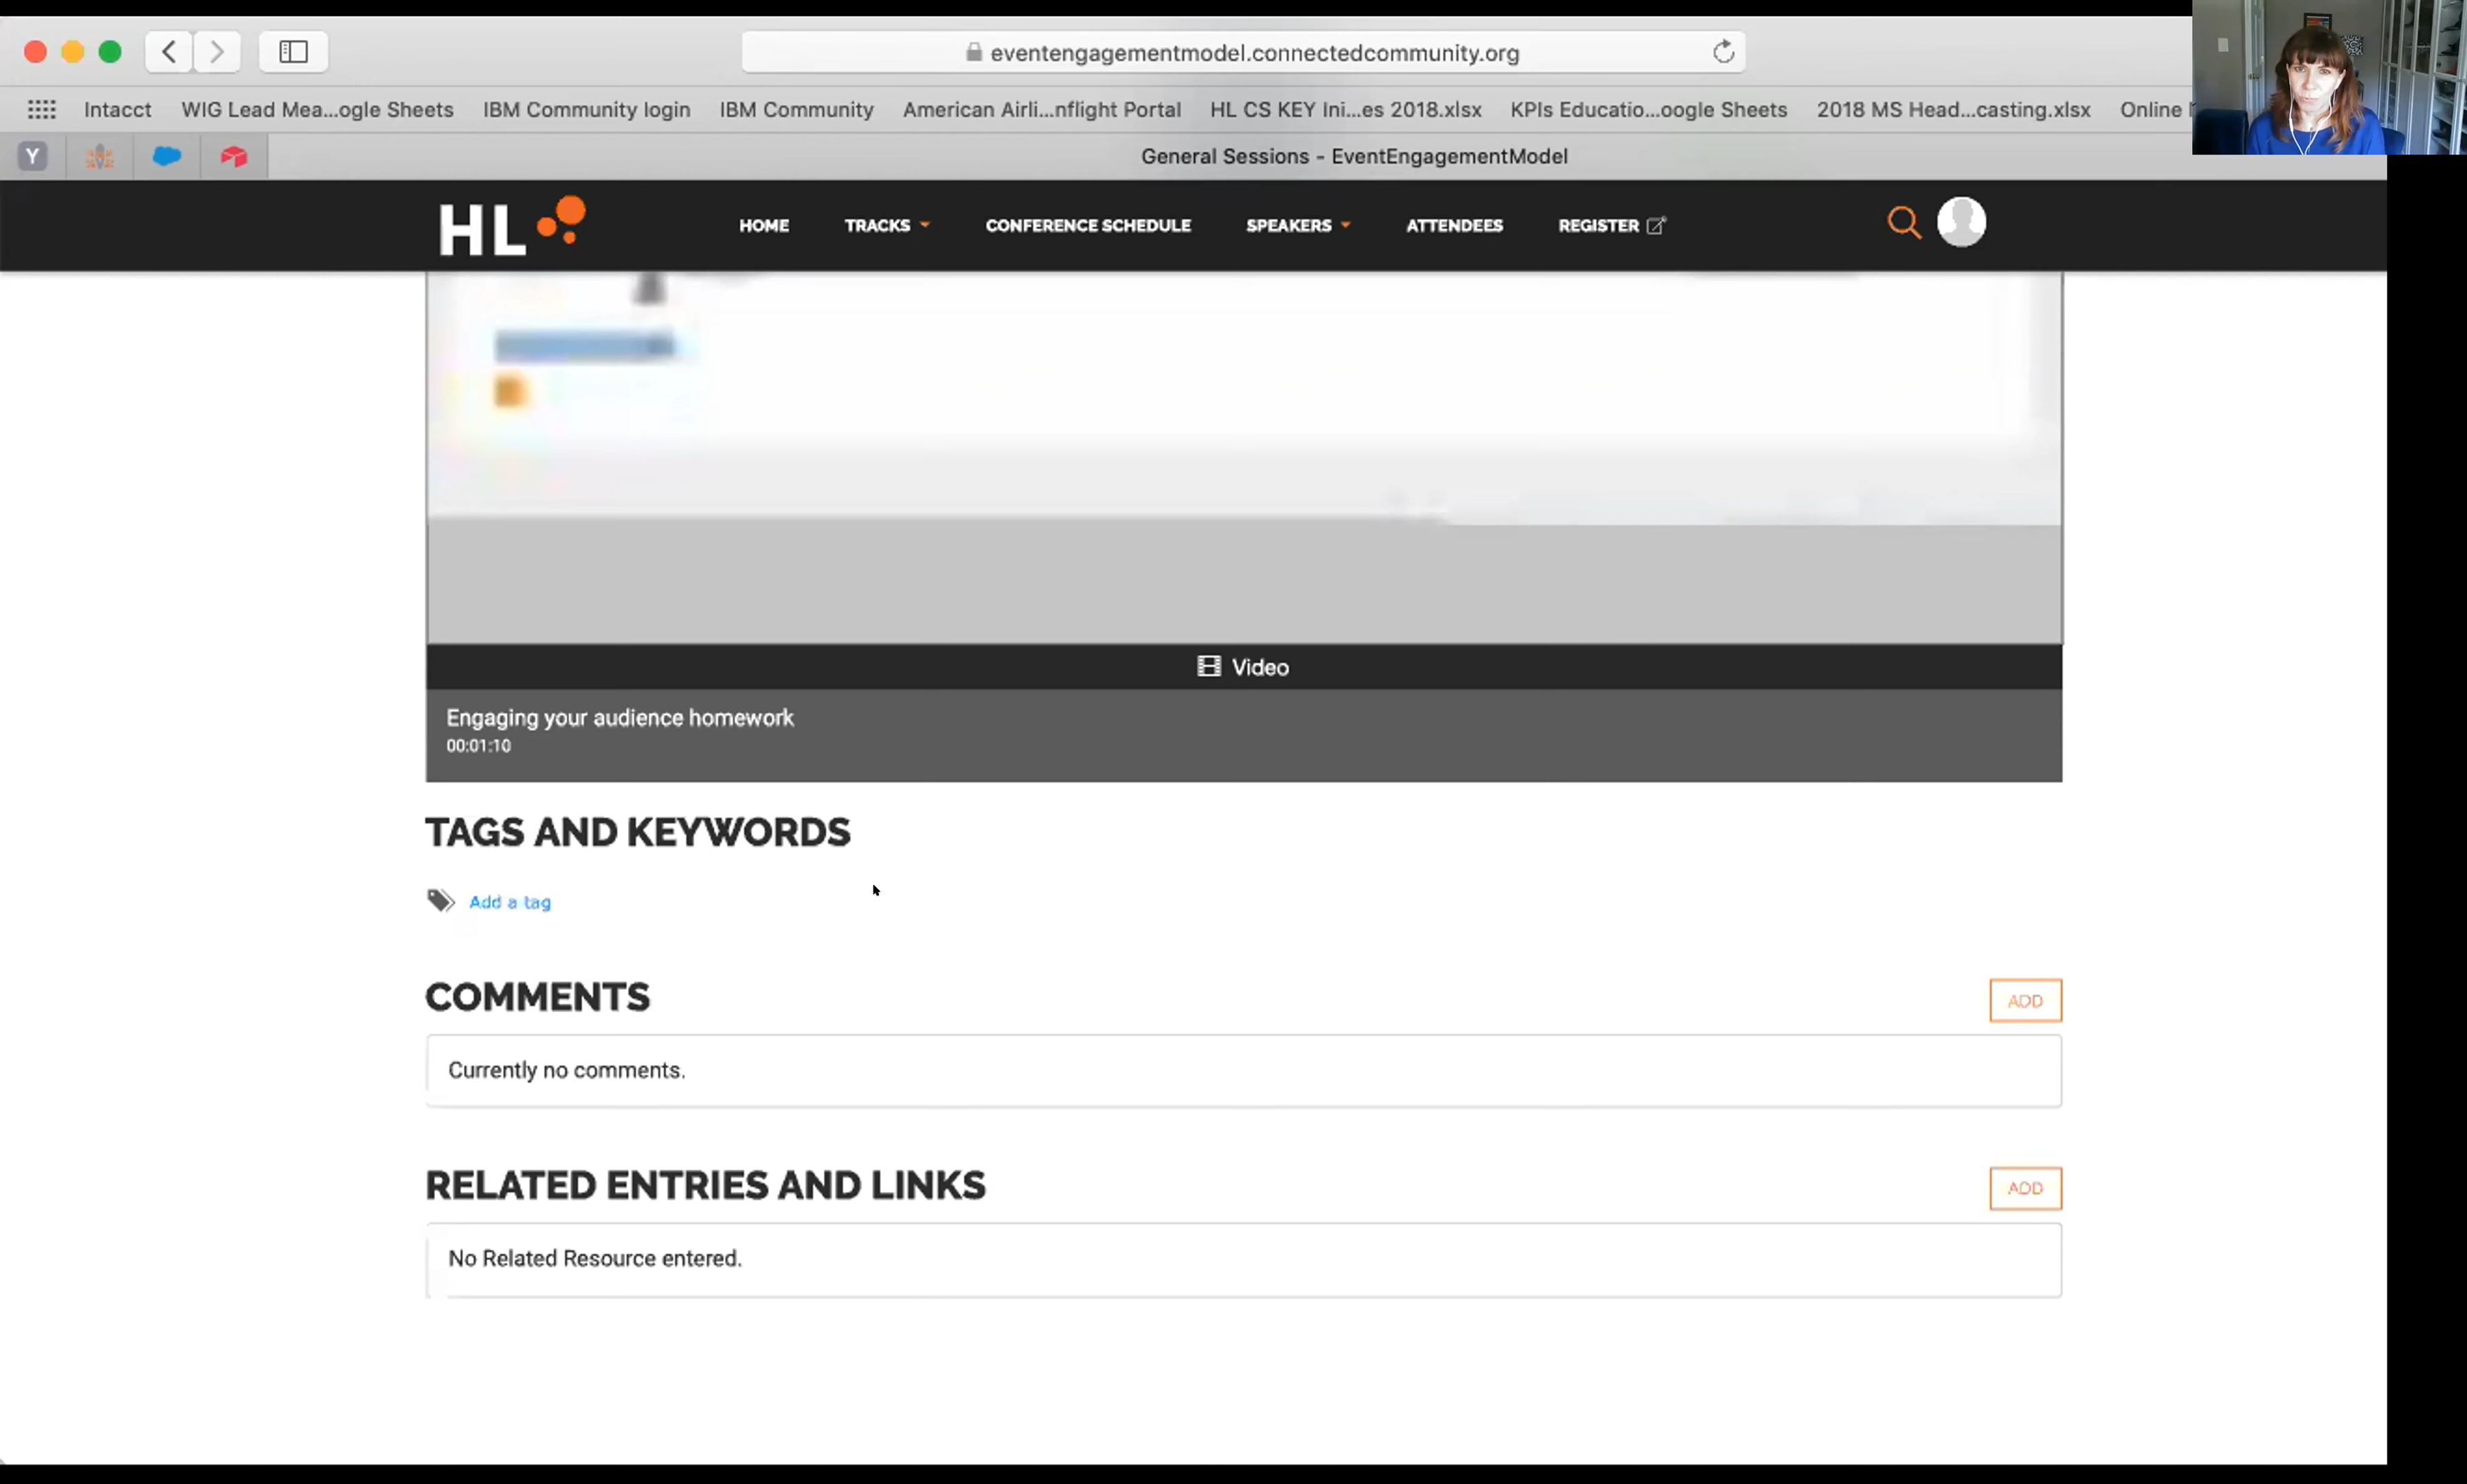 eventengagementmodel.connectedcommunity.org
Intacct WIG Lead Mea...ogle Sheets IBM Community login IBM Community American Airli...nflight Portal HL CS KEY Ini...es 2018.xlsx KPIs Educatio...oogle Sheets 2018 MS Head...casting.xlsx Online
Y
General Sessions - EventEngagementModel
HL HOME TRACKS CONFERENCE SCHEDULE SPEAKERS ATTENDEES REGISTER
Video
Engaging your audience homework
00:01:10
TAGS AND KEYWORDS
Add a tag
COMMENTS ADD
Currently no comments.
RELATED ENTRIES AND LINKS ADD
No Related Resource entered.